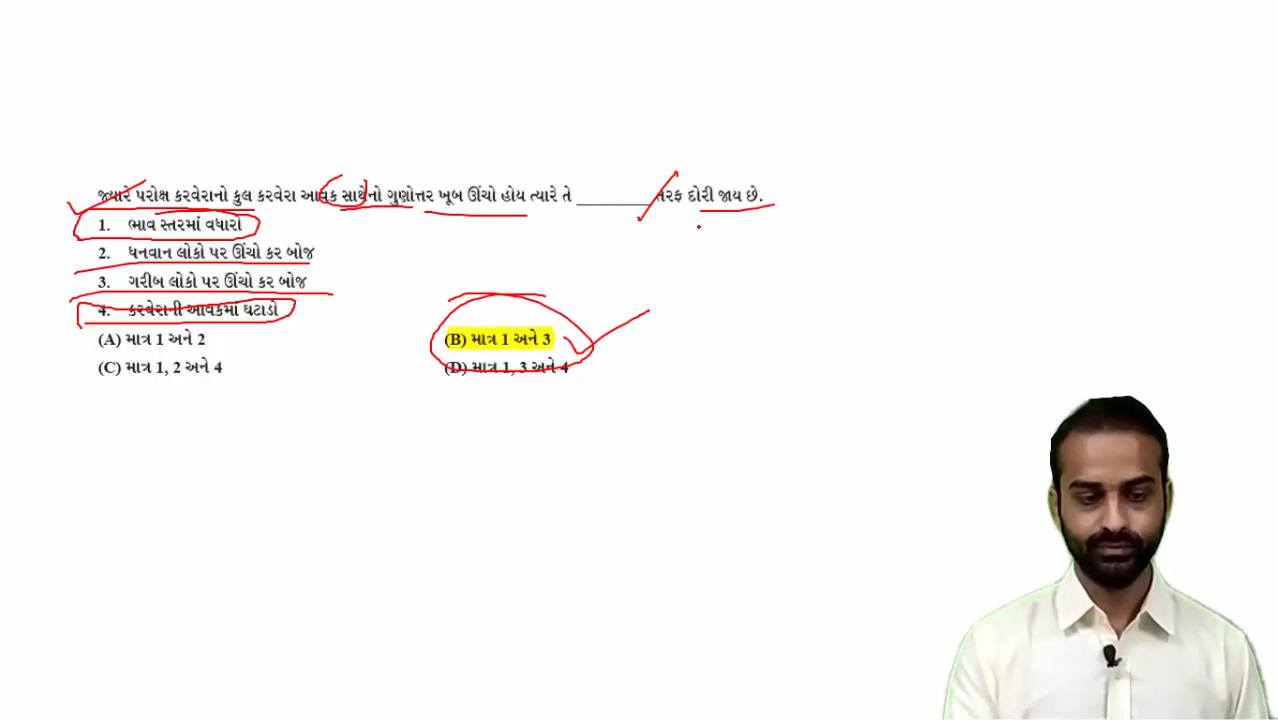 જ્યારે પરોક્ષ કરવેરાનો કુલ કરવેરા આવક સાથેનો ગુણોત્તર ખૂબ ઊંચો હોય ત્યારે તે __________ તરફ દોરી જાય છે.
1. ભાવ સ્તરમાં વધારો
2. ધનવાન લોકો પર ઊંચો કર બોજ
3. ગરીબ લોકો પર ઊંચો કર બોજ
4. કરવેરાની આવકમાં ઘટાડો
(A) માત્ર 1 અને 2 (B) માત્ર 1 અને 3
(C) માત્ર 1, 2 અને 4 (D) માત્ર 1, 3 અને 4